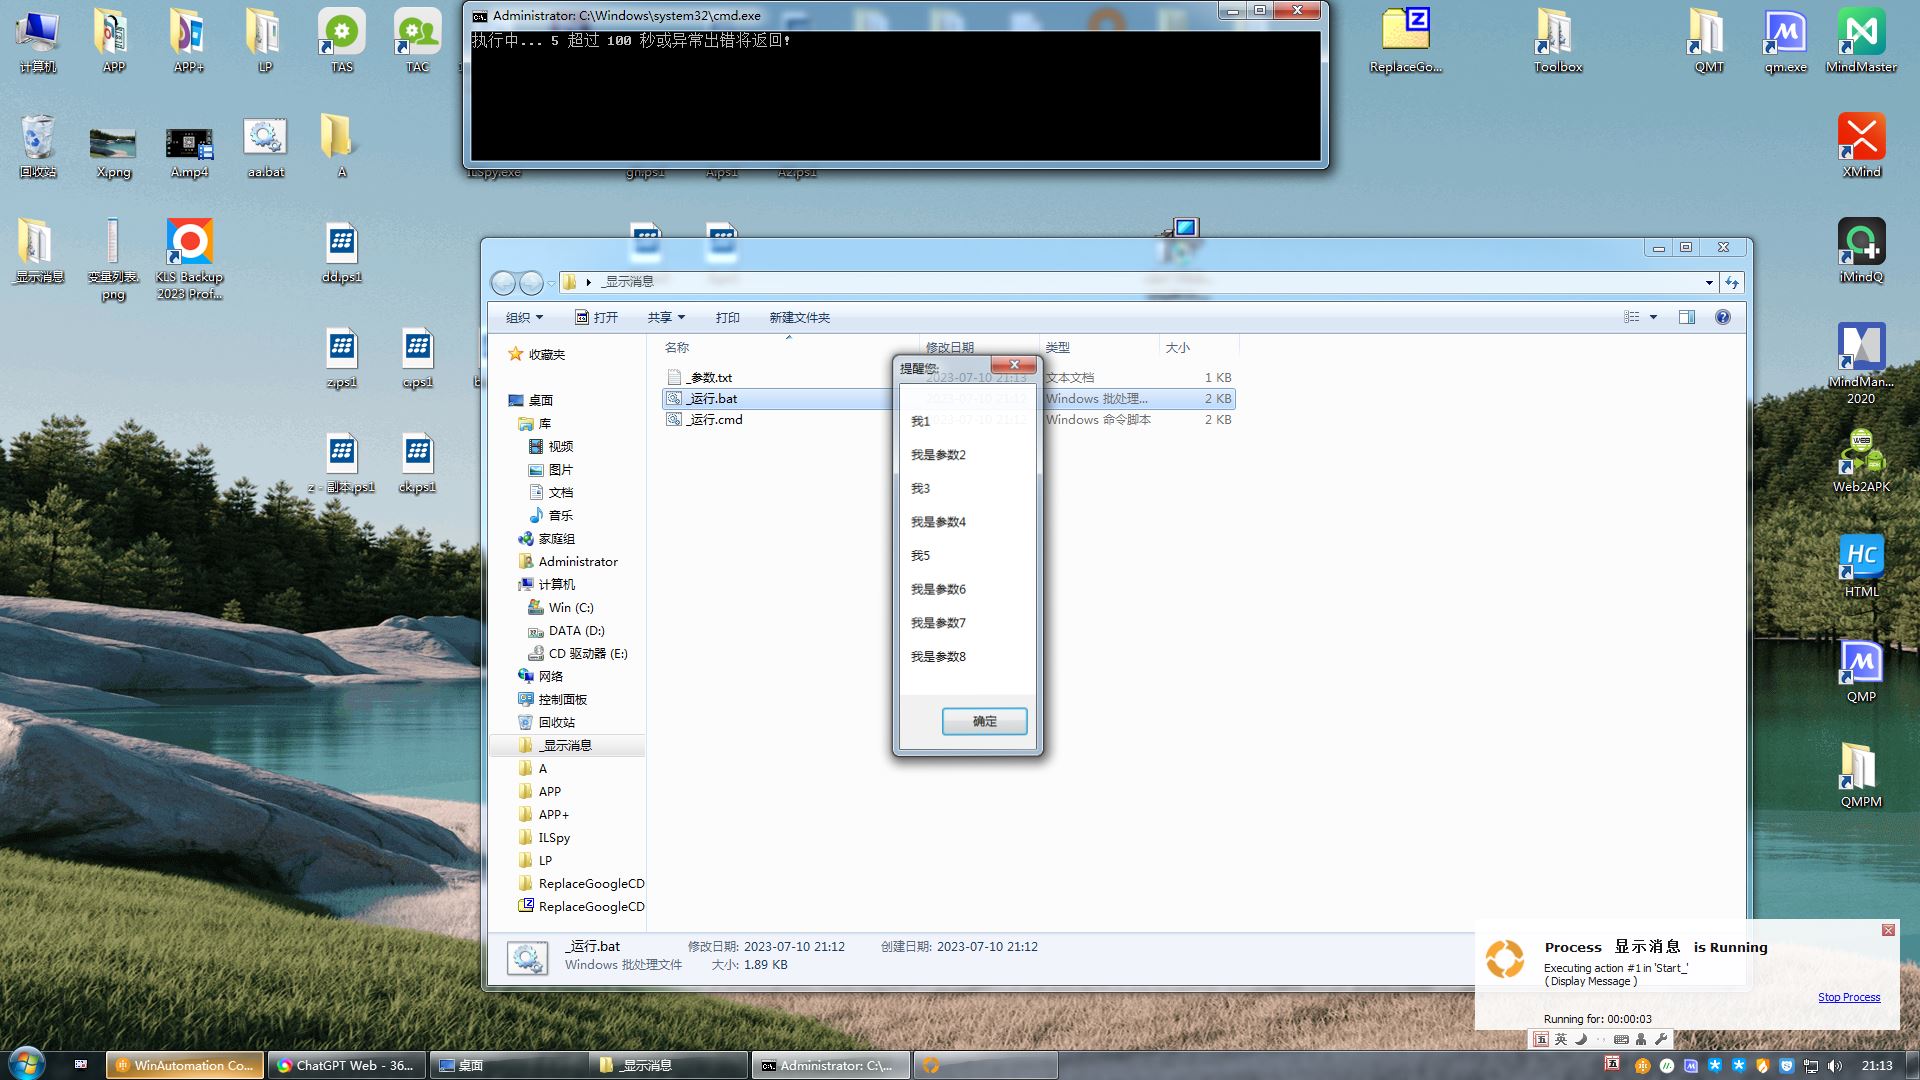 Administrator: C:\Windows\system32\cmd.exe
执行中... 5 超过 100 秒或异常出错将返回!
计算机
APP
APP+
LP
TAS
TAC
ReplaceGo...
Toolbox
QMT
qm.exe
MindMaster
回收站
X.png
A.mp4
aa.bat
A
ILSpy.exe
gn.ps1
A.ps1
A2.ps1
XMind
_显示消息
变量列表.png
KLS Backup 2023 Prof...
dd.ps1
iMindQ
z.ps1
c.ps1
MindMan... 2020
z - 副本.ps1
ck.ps1
Web2APK
HTML
QMP
QMPM
_显示消息
组织
打开
共享
打印
新建文件夹
名称
修改日期
类型
大小
_参数.txt
2023-07-10 21:13
文本文档
1 KB
_运行.bat
2023-07-10 21:12
Windows 批处理...
2 KB
_运行.cmd
2023-07-10 21:12
Windows 命令脚本
2 KB
收藏夹
桌面
库
视频
图片
文档
音乐
家庭组
Administrator
计算机
Win (C:)
DATA (D:)
CD 驱动器 (E:)
网络
控制面板
回收站
_显示消息
A
APP
APP+
ILSpy
LP
ReplaceGoogleCD
ReplaceGoogleCD
提醒您:
我1
我是参数2
我3
我是参数4
我5
我是参数6
我是参数7
我是参数8
确定
_运行.bat
修改日期: 2023-07-10 21:12
创建日期: 2023-07-10 21:12
Windows 批处理文件
大小: 1.89 KB
Process 显示消息 is Running
Executing action #1 in 'Start_'
( Display Message )
Stop Process
Running for: 00:00:03
五 英
WinAutomation Co...
ChatGPT Web - 36...
桌面
_显示消息
Administrator: C:\...
21:13